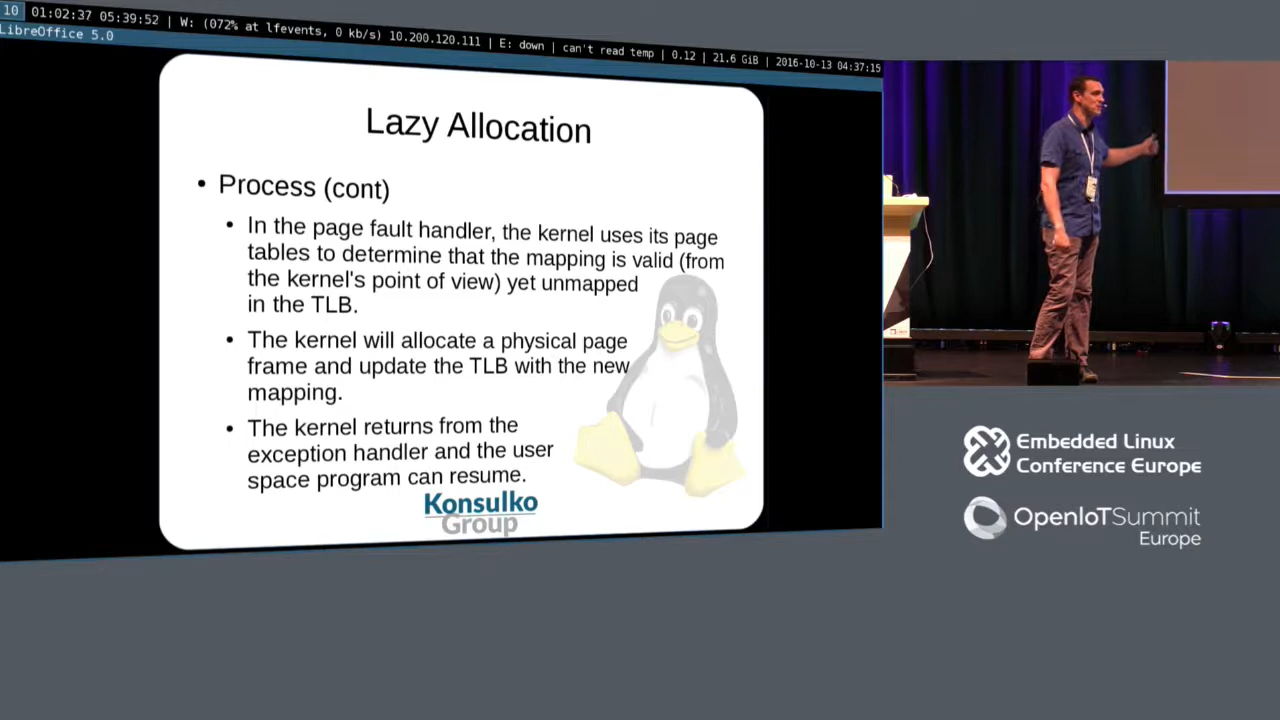 10 01:02:37 05:39:52 | W: (072% at lfevents, 0 kb/s) 10.200.120.111 | E: down | can't read temp | 0.12 | 21.6 GiB | 2016-10-13 04:37:15
LibreOffice 5.0
Lazy Allocation
• Process (cont)
• In the page fault handler, the kernel uses its page
tables to determine that the mapping is valid (from
the kernel's point of view) yet unmapped
in the TLB.
• The kernel will allocate a physical page
frame and update the TLB with the new
mapping.
• The kernel returns from the
exception handler and the user
space program can resume.
Konsulko
Group
Embedded Linux
Conference Europe
OpenIoTSummit
Europe